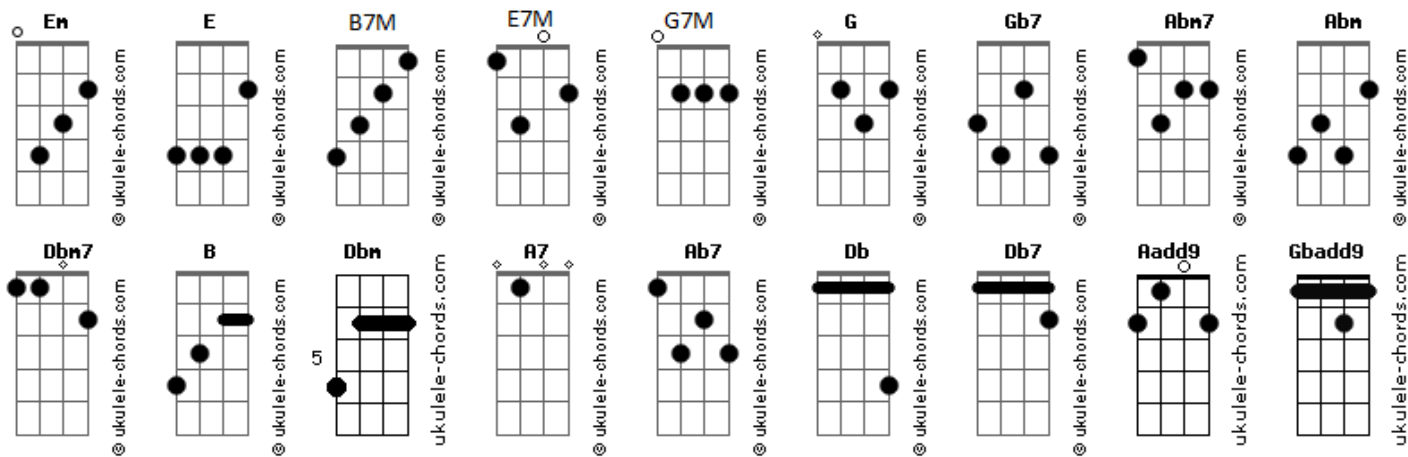 Em E B7M E7M G7M G Gb7 Abm7 Abm
© ukulele-chords.com © ukulele-chords.com © ukulele-chords.com © ukulele-chords.com © ukulele-chords.com © ukulele-chords.com © ukulele-chords.com © ukulele-chords.com © ukulele-chords.com
Dbm7 B Dbm A7 Ab7 Db Db7 Aadd9 Gbadd9
5
© ukulele-chords.com © ukulele-chords.com ukulele-chords.com © ukulele-chords.com © ukulele-chords.com © ukulele-chords.com © ukulele-chords.com ukulele-chords.com ukulele-chords.com